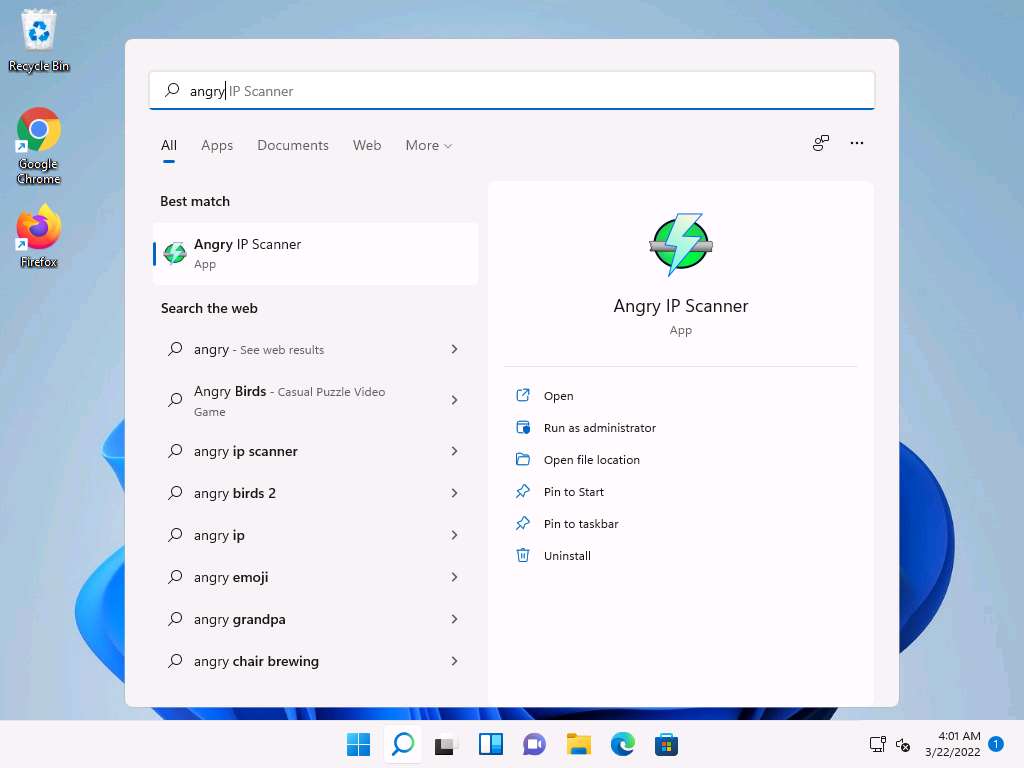 Recycle Bin
Google
Chrome
Firefox
angry IP Scanner
All Apps Documents Web More
Best match
Angry IP Scanner
App
Search the web
angry - See web results
Angry Birds - Casual Puzzle Video
Game
angry ip scanner
angry birds 2
angry ip
angry emoji
angry grandpa
angry chair brewing
Angry IP Scanner
App
Open
Run as administrator
Open file location
Pin to Start
Pin to taskbar
Uninstall
4:01 AM
3/22/2022
1